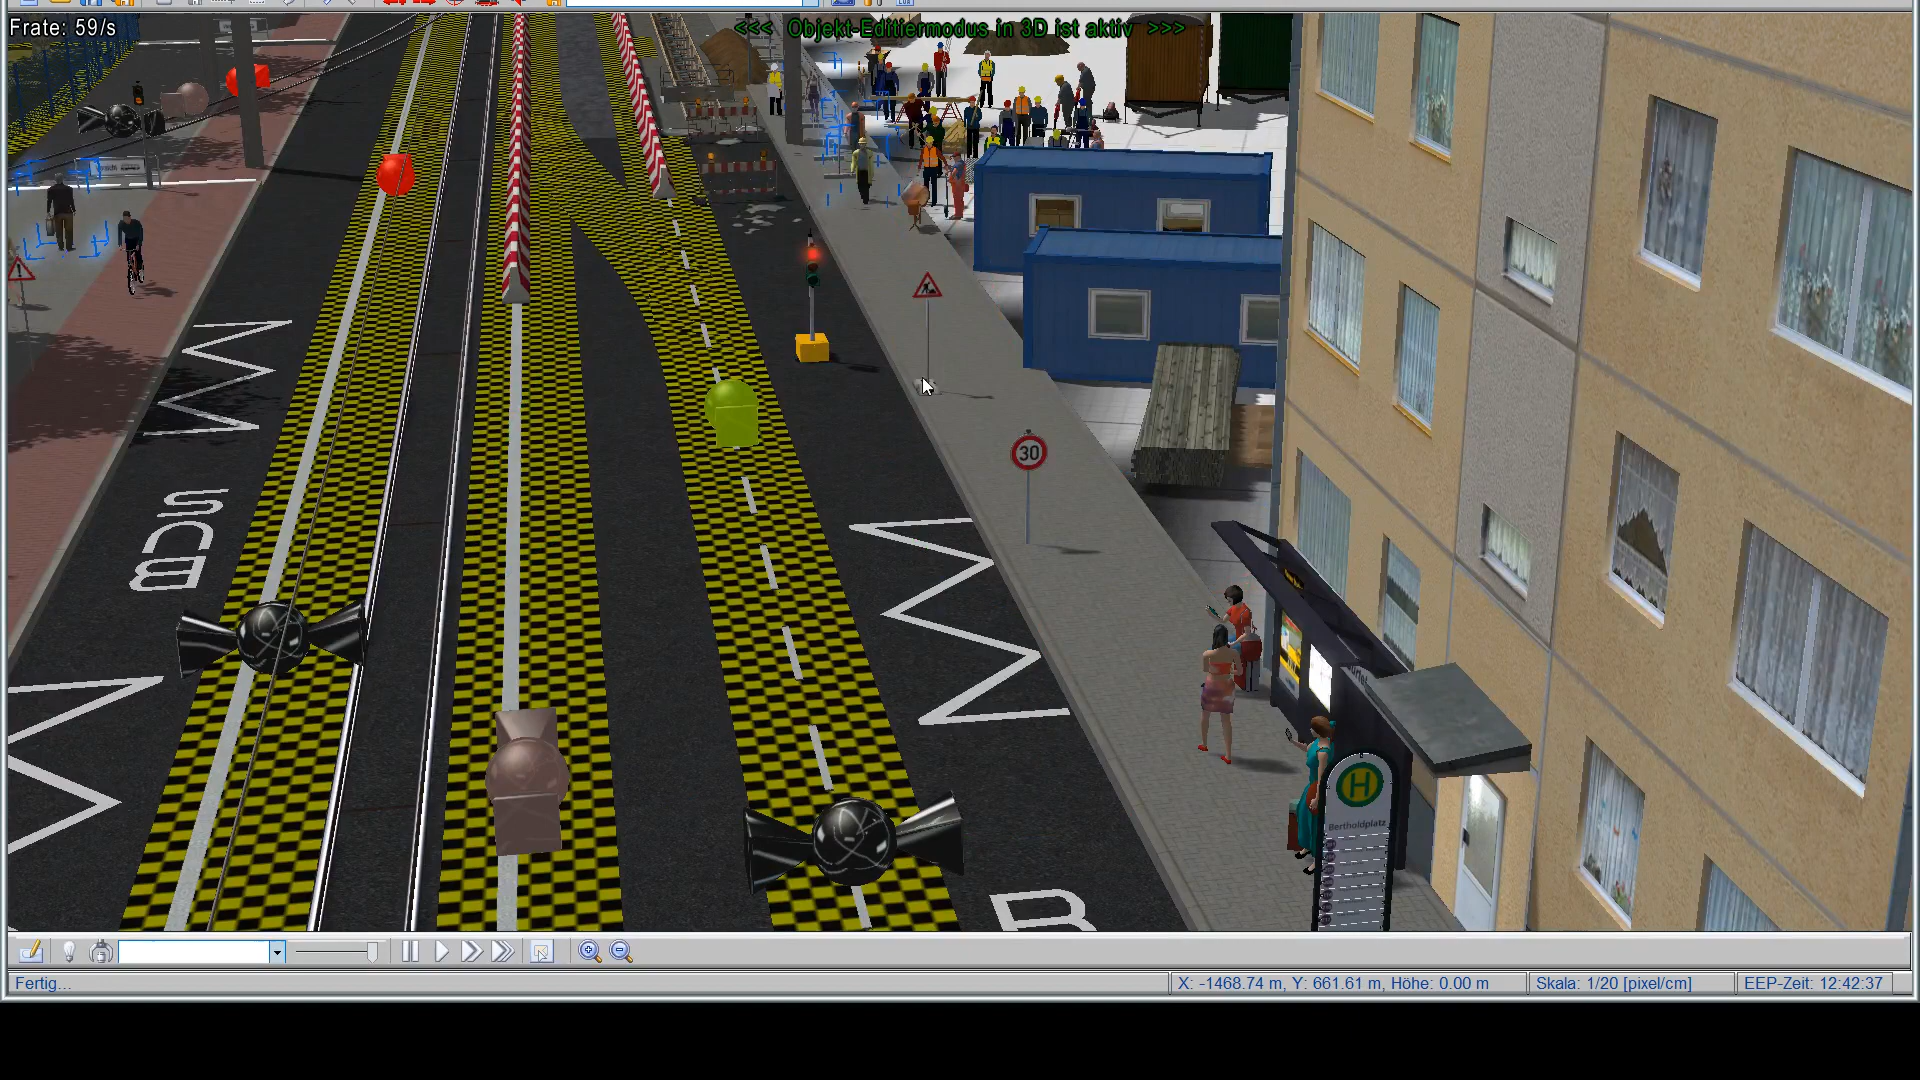 Frate: 59/s
<<< Objekt-Editiermodus in 3D ist aktiv >>>
30
BUS
H
Bertholdplatz
B
Fertig...
X: -1468.74 m, Y: 661.61 m, Höhe: 0.00 m
Skala: 1/20 [pixel/cm]
EEP-Zeit: 12:42:37